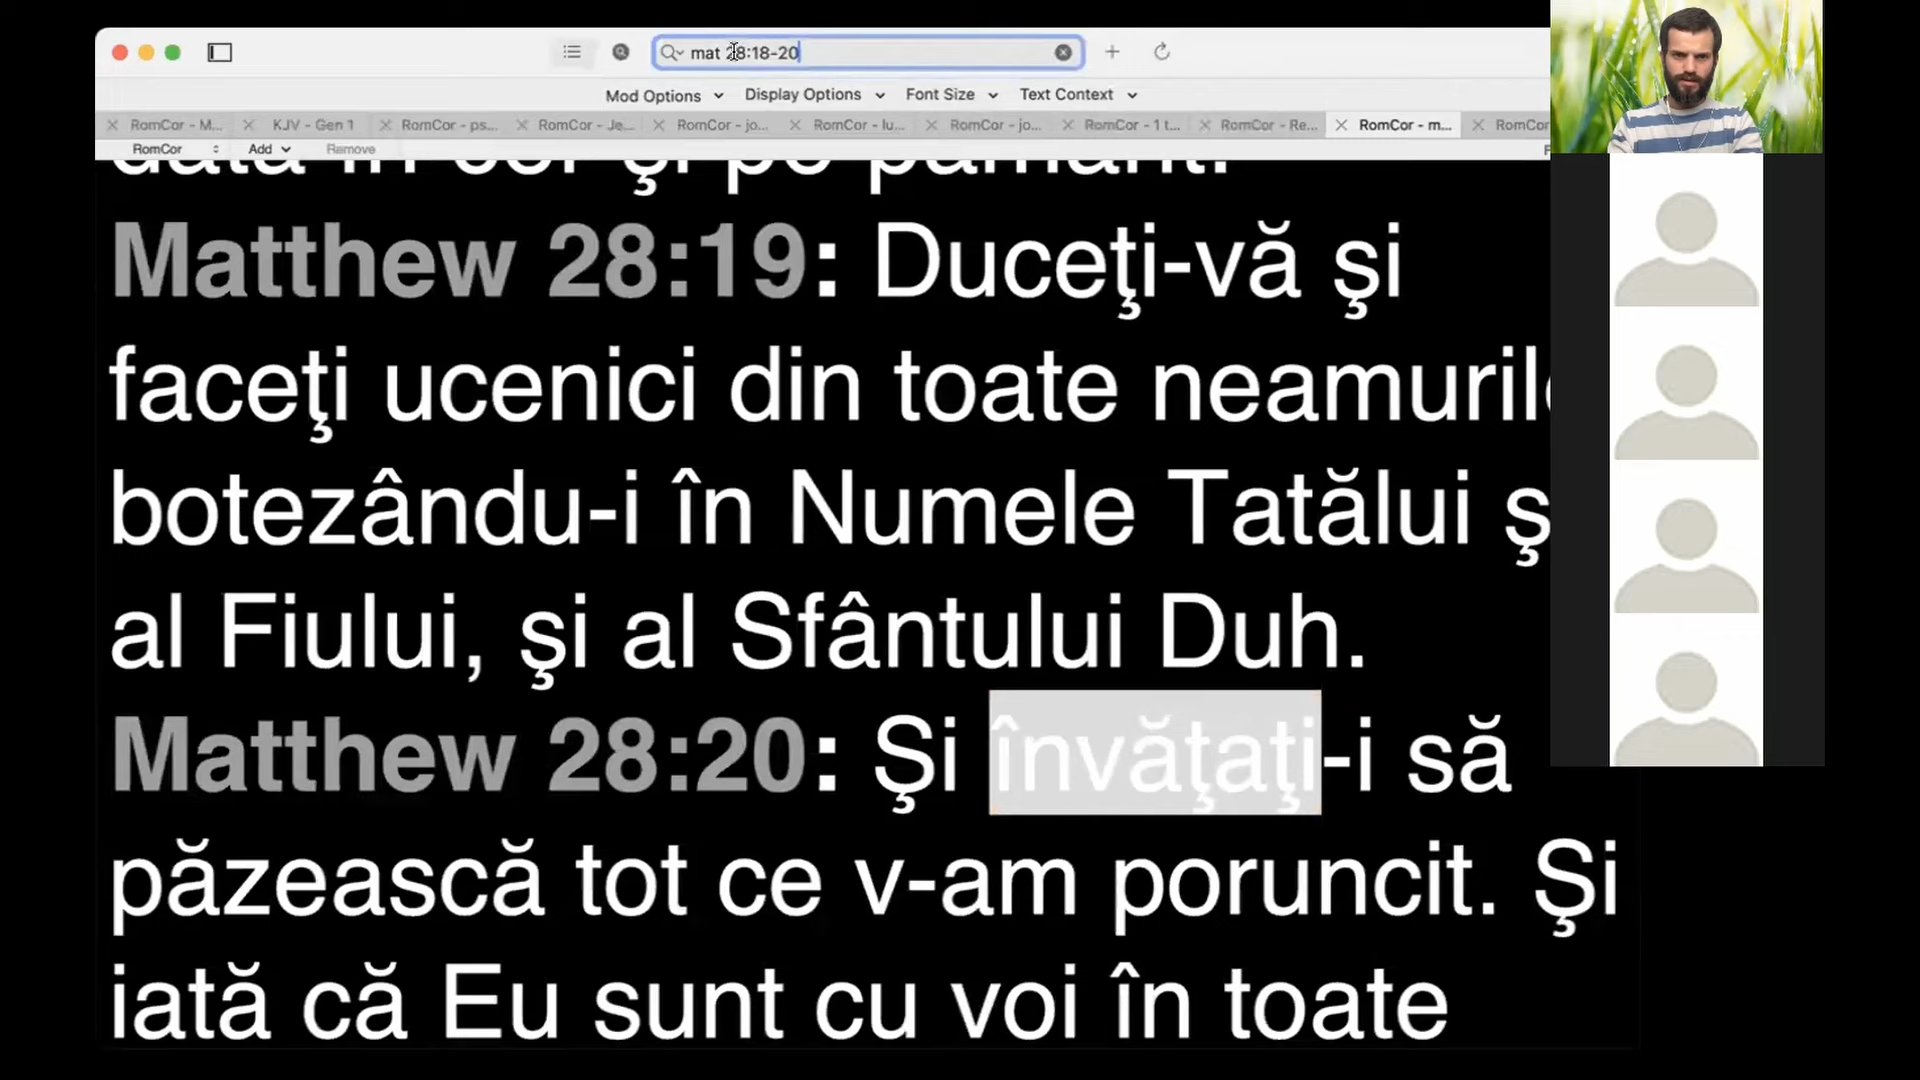 mat 28:18-20
Mod Options Display Options Font Size Text Context
RomCor - M... KJV - Gen 1 RomCor - ps... RomCor - Je... RomCor - jo... RomCor - lu... RomCor - jo... RomCor - 1 t... RomCor - Re... RomCor - m... RomCor
RomCor Add Remove
Matthew 28:19: Duceţi-vă şi
faceţi ucenici din toate neamuril
botezându-i în Numele Tatălui ş
al Fiului, şi al Sfântului Duh.
Matthew 28:20: Şi învăţaţi-i să
păzească tot ce v-am poruncit. Şi
iată că Eu sunt cu voi în toate